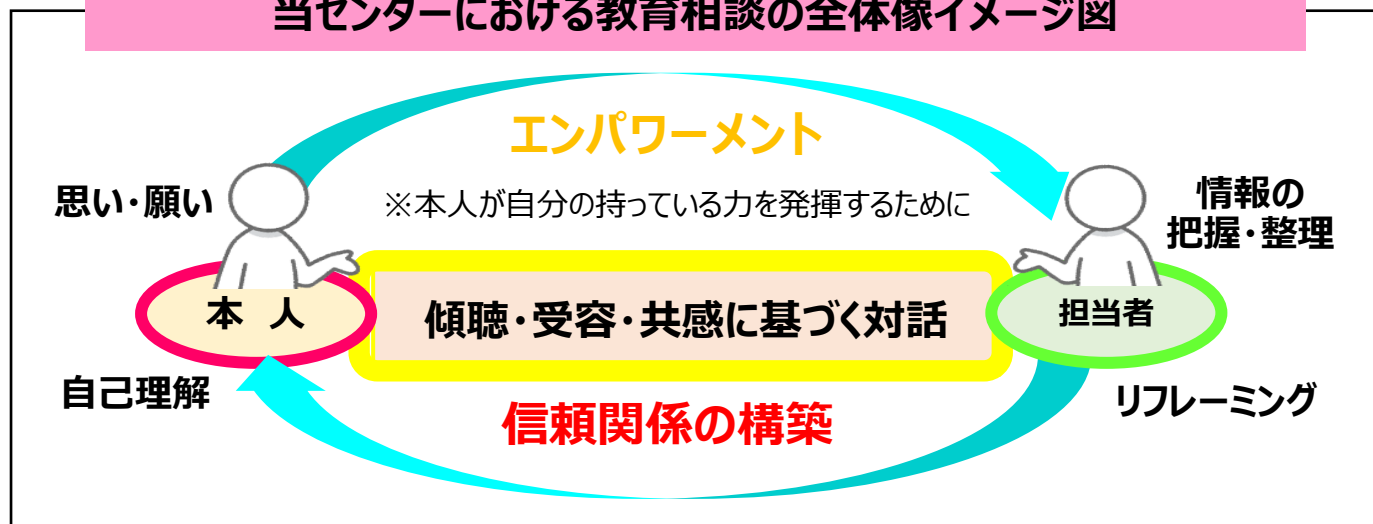 当センターにおける教育相談の全体像イメージ図
エンパワーメント
※本人が自分の持っている力を発揮するために
思い・願い
情報の
把握・整理
本 人
傾聴・受容・共感に基づく対話
担当者
自己理解
リフレーミング
信頼関係の構築